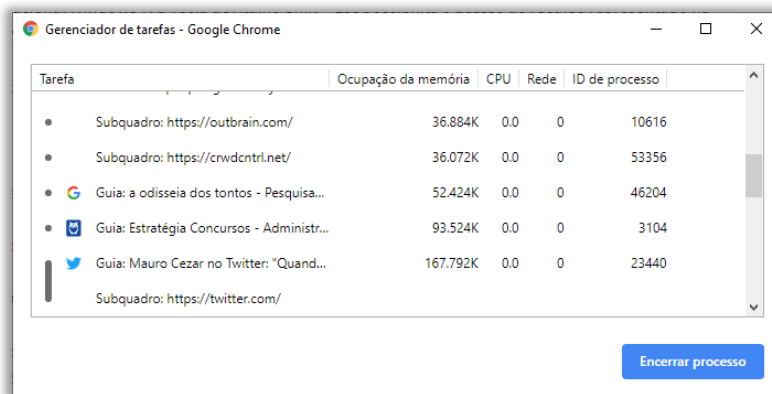 Gerenciador de tarefas - Google Chrome
Tarefa Ocupação da memória CPU Rede ID de processo
Subquadro: https://outbrain.com/ 36.884K 0.0 0 10616
Subquadro: https://crwdcntrl.net/ 36.072K 0.0 0 53356
Guia: a odisseia dos tontos - Pesquisa... 52.424K 0.0 0 46204
Guia: Estratégia Concursos - Administr... 93.524K 0.0 0 3104
Guia: Mauro Cezar no Twitter: "Quand... 167.792K 0.0 0 23440
Subquadro: https://twitter.com/
Encerrar processo